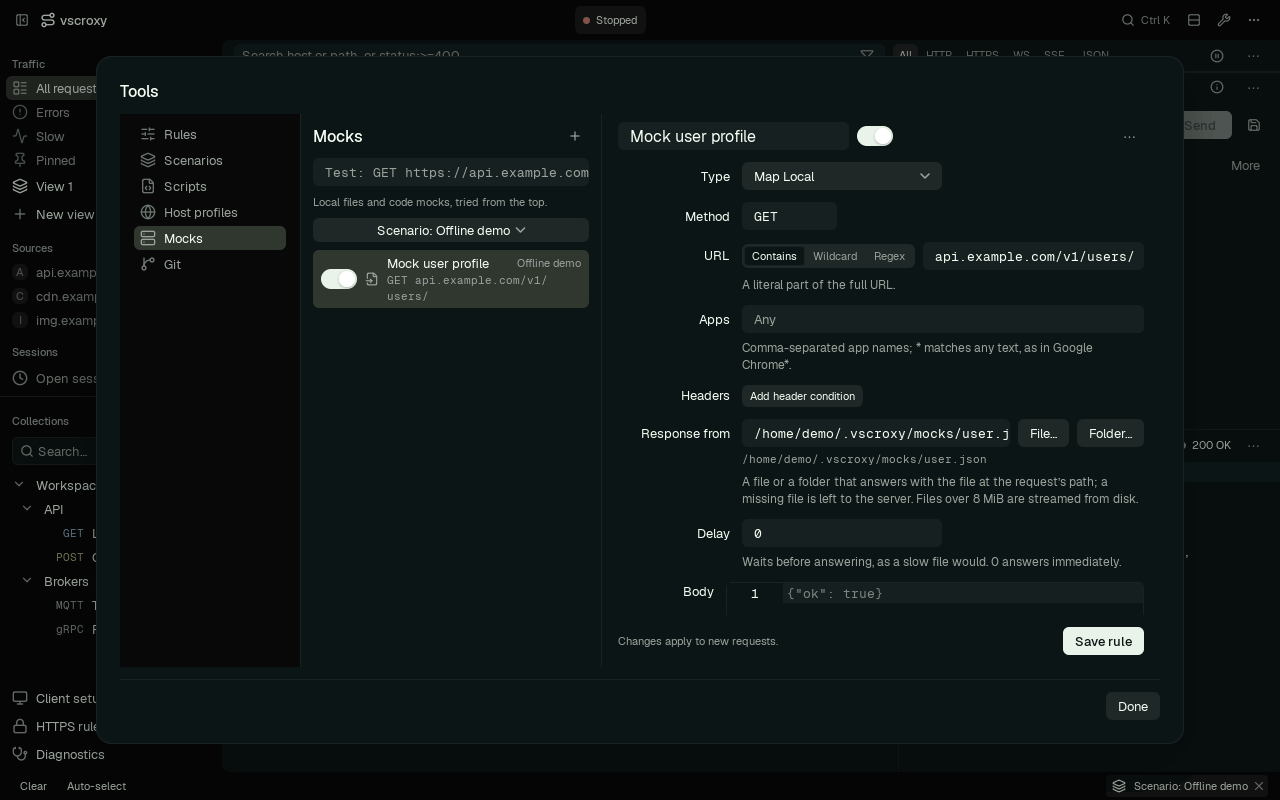 vscroxy
Stopped
Ctrl K
Traffic
Search host or path, or status:>=400
All HTTP HTTPS WS SSE JSON
All request
Errors
Slow
Pinned
View 1
New view
Sources
A api.examp
C cdn.examp
I img.examp
Sessions
Open sess
Collections
Search...
Workspac
API
GET
POST
Brokers
MQTT
gRPC
Client setu
HTTPS rule
Diagnostics
Clear Auto-select
Tools
Rules
Scenarios
Scripts
Host profiles
Mocks
Git
Mocks
Test: GET https://api.example.com
Local files and code mocks, tried from the top.
Scenario: Offline demo
Mock user profile Offline demo
GET api.example.com/v1/
users/
Mock user profile
Type Map Local
Method GET
URL Contains Wildcard Regex api.example.com/v1/users/
A literal part of the full URL.
Apps Any
Comma-separated app names; * matches any text, as in Google
Chrome*.
Headers Add header condition
Response from /home/demo/.vscroxy/mocks/user.j File... Folder...
/home/demo/.vscroxy/mocks/user.json
A file or a folder that answers with the file at the request's path; a
missing file is left to the server. Files over 8 MiB are streamed from disk.
Delay 0
Waits before answering, as a slow file would. 0 answers immediately.
Body 1 {"ok": true}
Changes apply to new requests.
Save rule
Done
Send
More
200 OK
Scenario: Offline demo